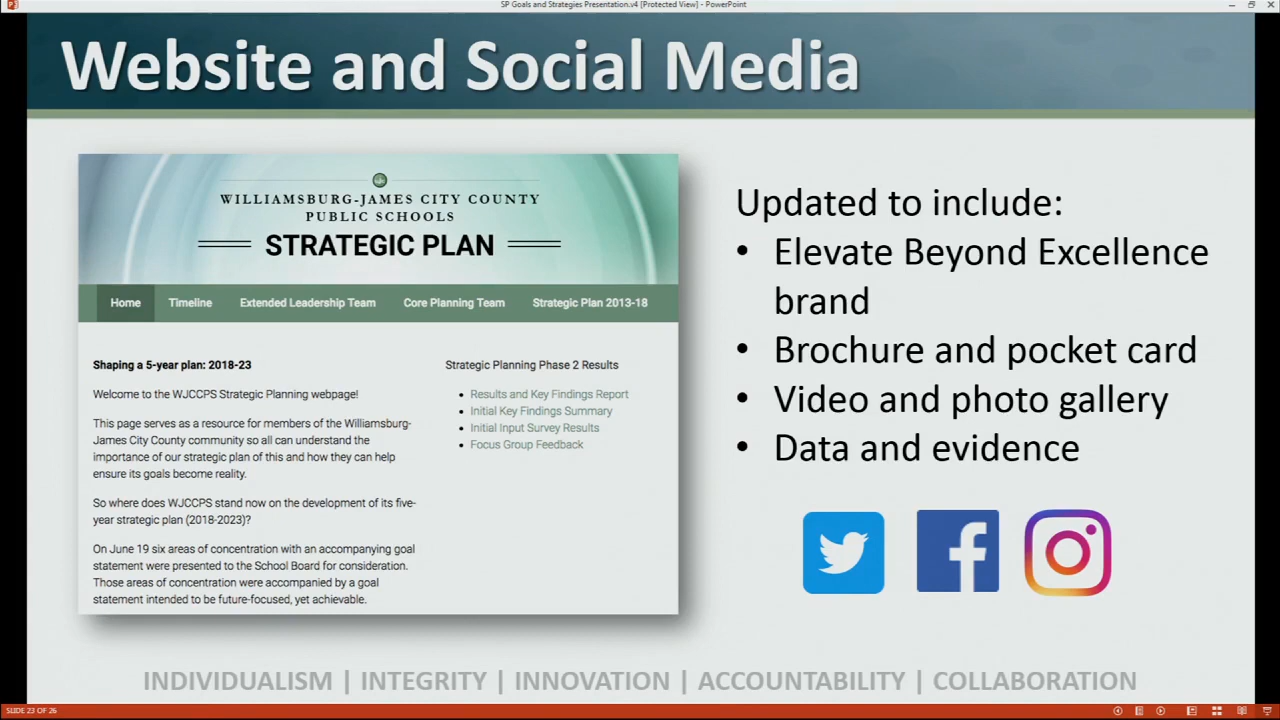 SP Goals and Strategies Presentation.v4 [Protected View] - PowerPoint
Website and Social Media
WILLIAMSBURG-JAMES CITY COUNTY
PUBLIC SCHOOLS
STRATEGIC PLAN
Home Timeline Extended Leadership Team Core Planning Team Strategic Plan 2013-18
Shaping a 5-year plan: 2018-23
Welcome to the WJCCPS Strategic Planning webpage!
This page serves as a resource for members of the Williamsburg-
James City County community so all can understand the
importance of our strategic plan of this and how they can help
ensure its goals become reality.
So where does WJCCPS stand now on the development of its five-
year strategic plan (2018-2023)?
On June 19 six areas of concentration with an accompanying goal
statement were presented to the School Board for consideration.
Those areas of concentration were accompanied by a goal
statement intended to be future-focused, yet achievable.
Strategic Planning Phase 2 Results
• Results and Key Findings Report
• Initial Key Findings Summary
• Initial Input Survey Results
• Focus Group Feedback
Updated to include:
• Elevate Beyond Excellence
brand
• Brochure and pocket card
• Video and photo gallery
• Data and evidence
INDIVIDUALISM | INTEGRITY | INNOVATION | ACCOUNTABILITY | COLLABORATION
SLIDE 23 OF 26